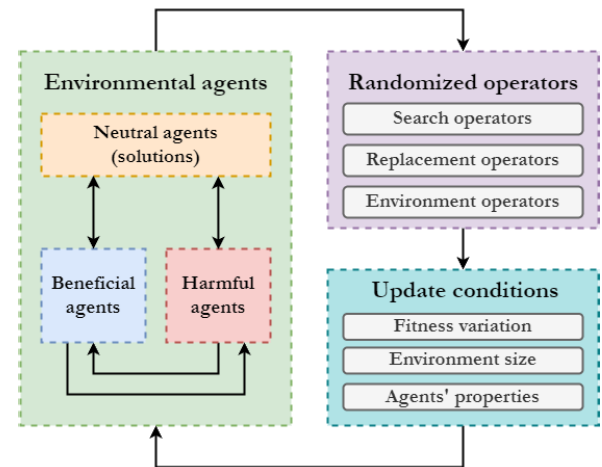 Environmental agents
Neutral agents
(solutions)
Beneficial
agents
Harmful
agents
Randomized operators
Search operators
Replacement operators
Environment operators
Update conditions
Fitness variation
Environment size
Agents' properties